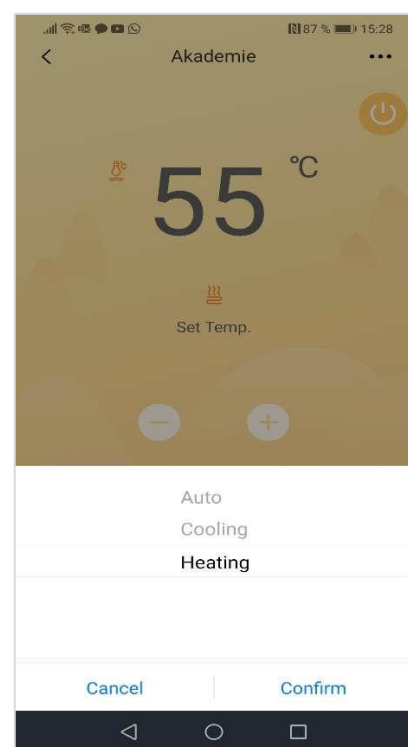 87 % 15:28
Akademie
55 °C
Set Temp.
Auto
Cooling
Heating
Cancel Confirm